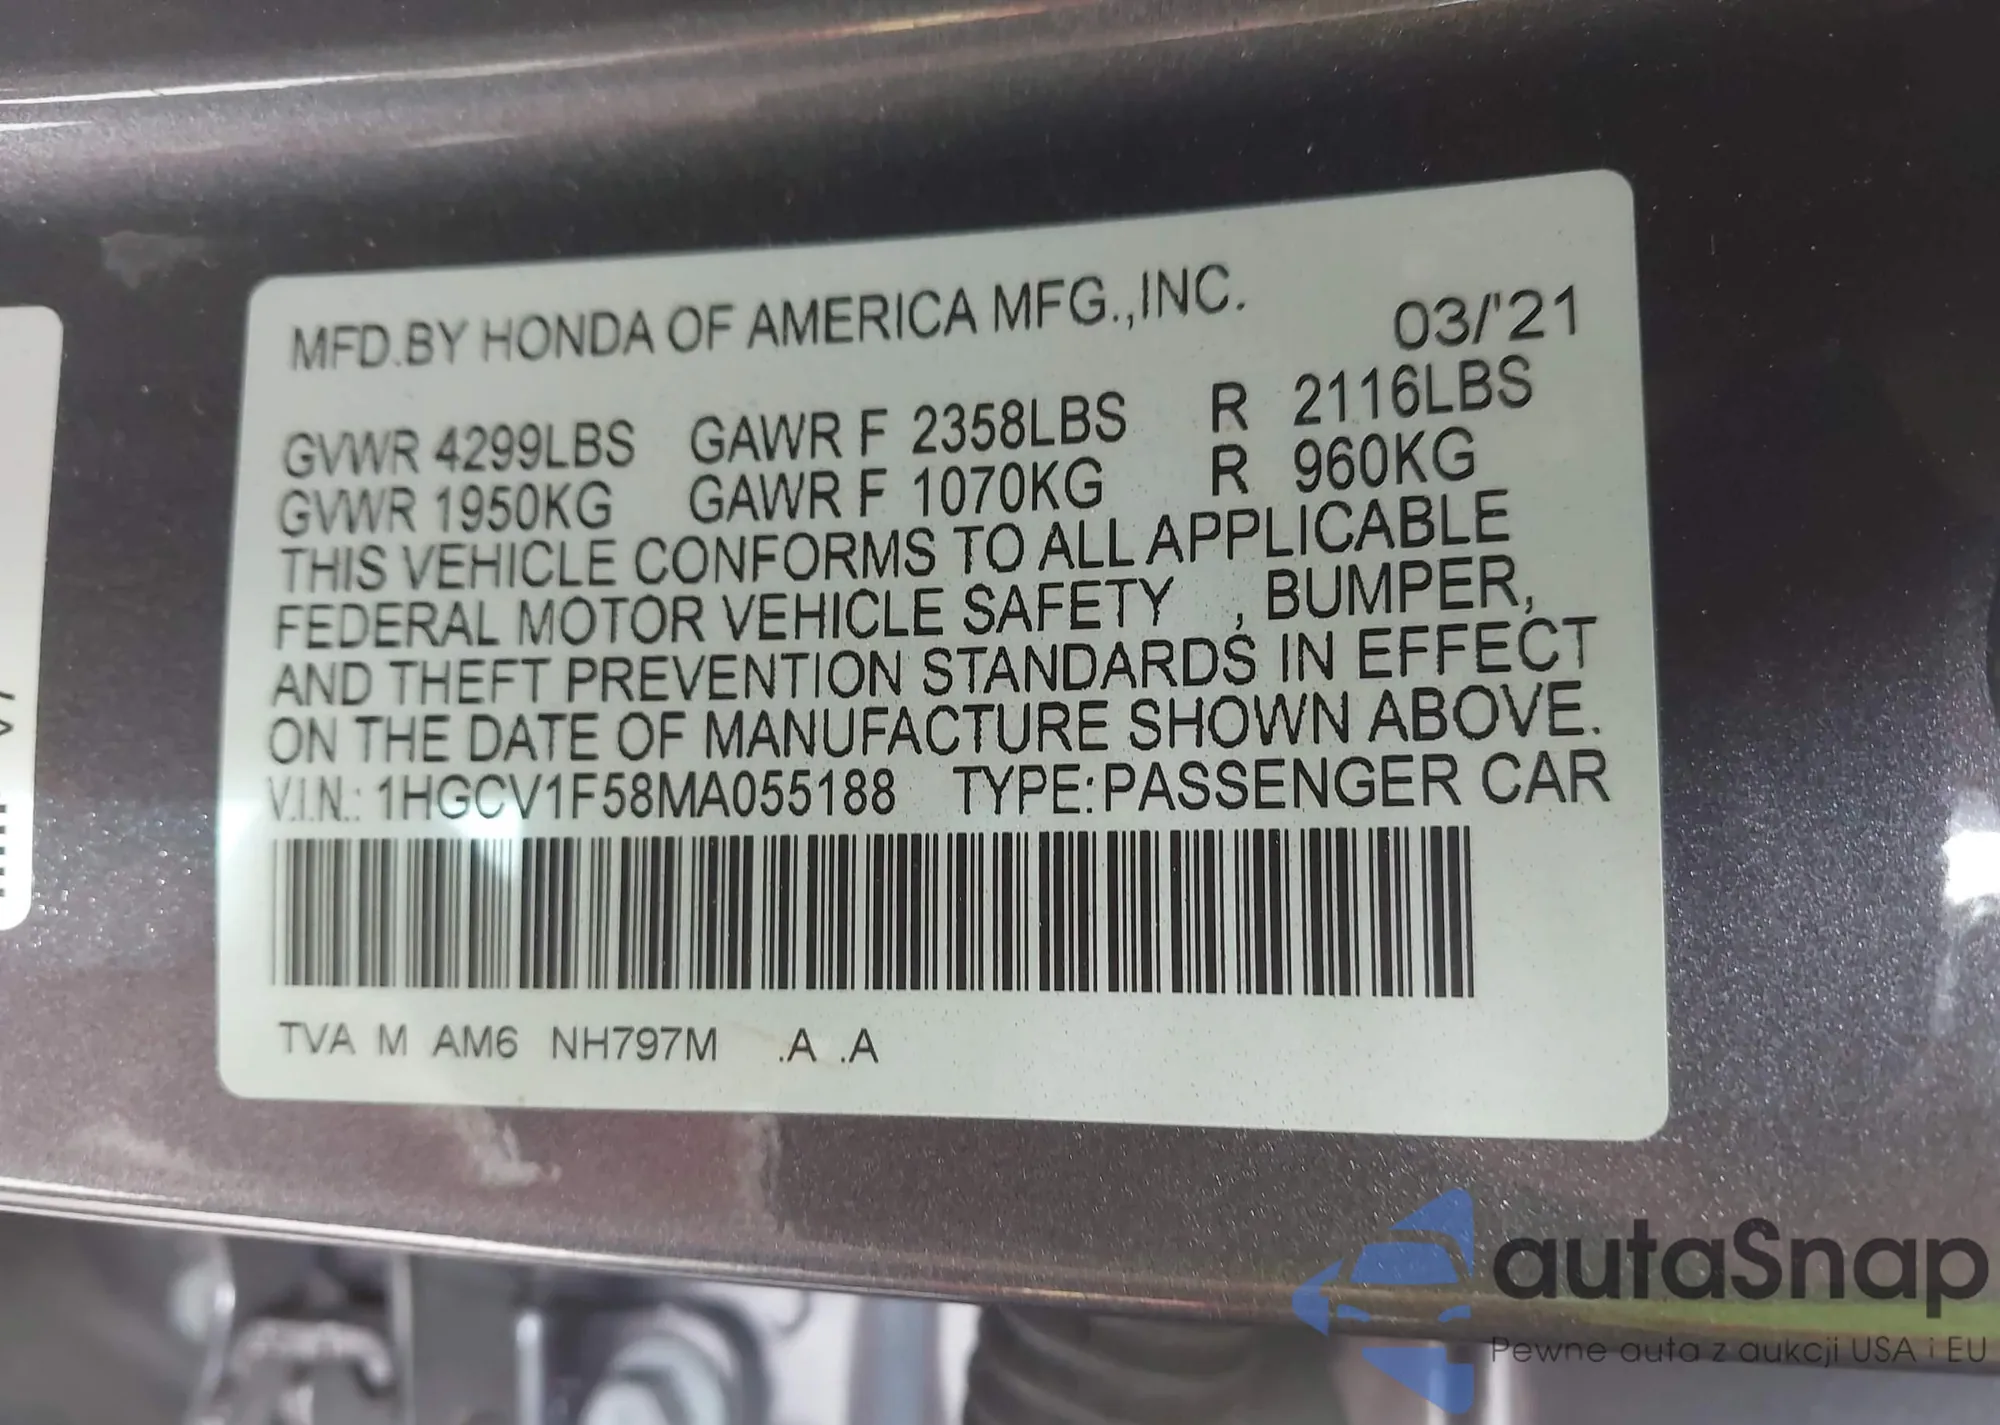 MFD.BY HONDA OF AMERICA MFG.,INC. 03/'21
GVWR 4299LBS GAWR F 2358LBS R 2116LBS
GVWR 1950KG GAWR F 1070KG R 960KG
THIS VEHICLE CONFORMS TO ALL APPLICABLE
FEDERAL MOTOR VEHICLE SAFETY , BUMPER,
AND THEFT PREVENTION STANDARDS IN EFFECT
ON THE DATE OF MANUFACTURE SHOWN ABOVE.
V.I.N.: 1HGCV1F58MA055188 TYPE:PASSENGER CAR
TVA M AM6 NH797M .A .A
autaSnap
Pewne auta z aukcji USA i EU